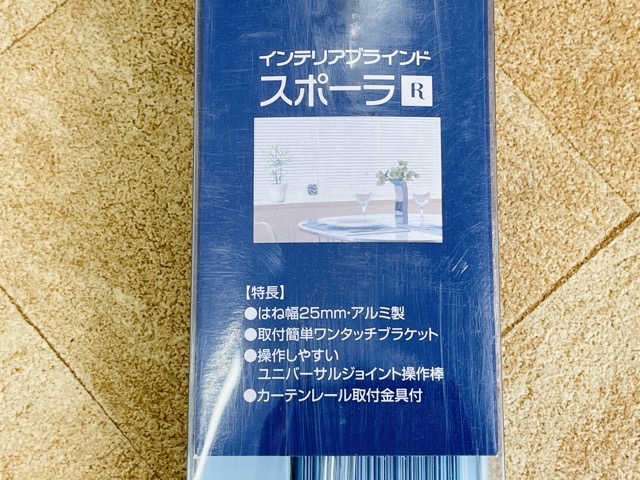 インテリアブラインド
スポーラ R
【特長】
●はね幅25mm・アルミ製
●取付簡単ワンタッチブラケット
●操作しやすい
ユニバーサルジョイント操作棒
●カーテンレール取付金具付